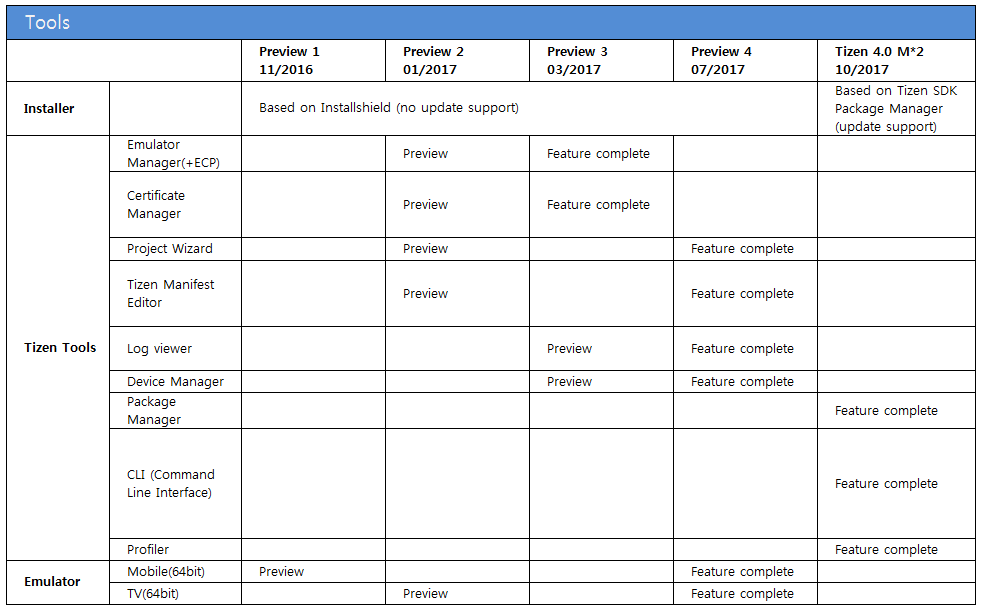 Tools
Preview 1
11/2016
Preview 2
01/2017
Preview 3
03/2017
Preview 4
07/2017
Tizen 4.0 M*2
10/2017
Installer
Based on Installshield (no update support)
Based on Tizen SDK
Package Manager
(update support)
Tizen Tools
Emulator
Manager(+ECP)
Preview
Feature complete
Certificate
Manager
Preview
Feature complete
Project Wizard
Preview
Feature complete
Tizen Manifest
Editor
Preview
Feature complete
Log viewer
Preview
Feature complete
Device Manager
Preview
Feature complete
Package
Manager
Feature complete
CLI (Command
Line Interface)
Feature complete
Profiler
Feature complete
Emulator
Mobile(64bit)
Preview
Feature complete
TV(64bit)
Preview
Feature complete